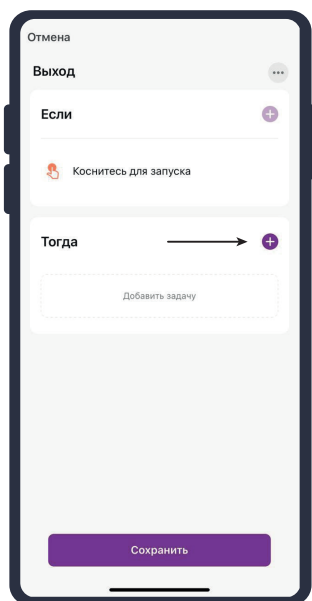 Отмена
Выход
Если
Коснитесь для запуска
Тогда
Добавить задачу
Сохранить